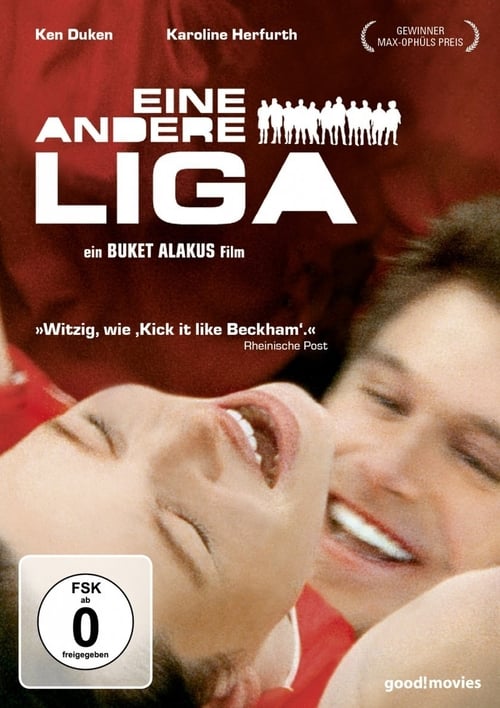 Ken Duken
Karoline Herfurth
GEWINNER
MAX-OPHÜLS PREIS
EINE
ANDERE
LIGA
ein BUKET ALAKUS Film
»Witzig, wie ‚Kick it like Beckham‘.«
Rheinische Post
FSK
ab
0
freigegeben
good!movies